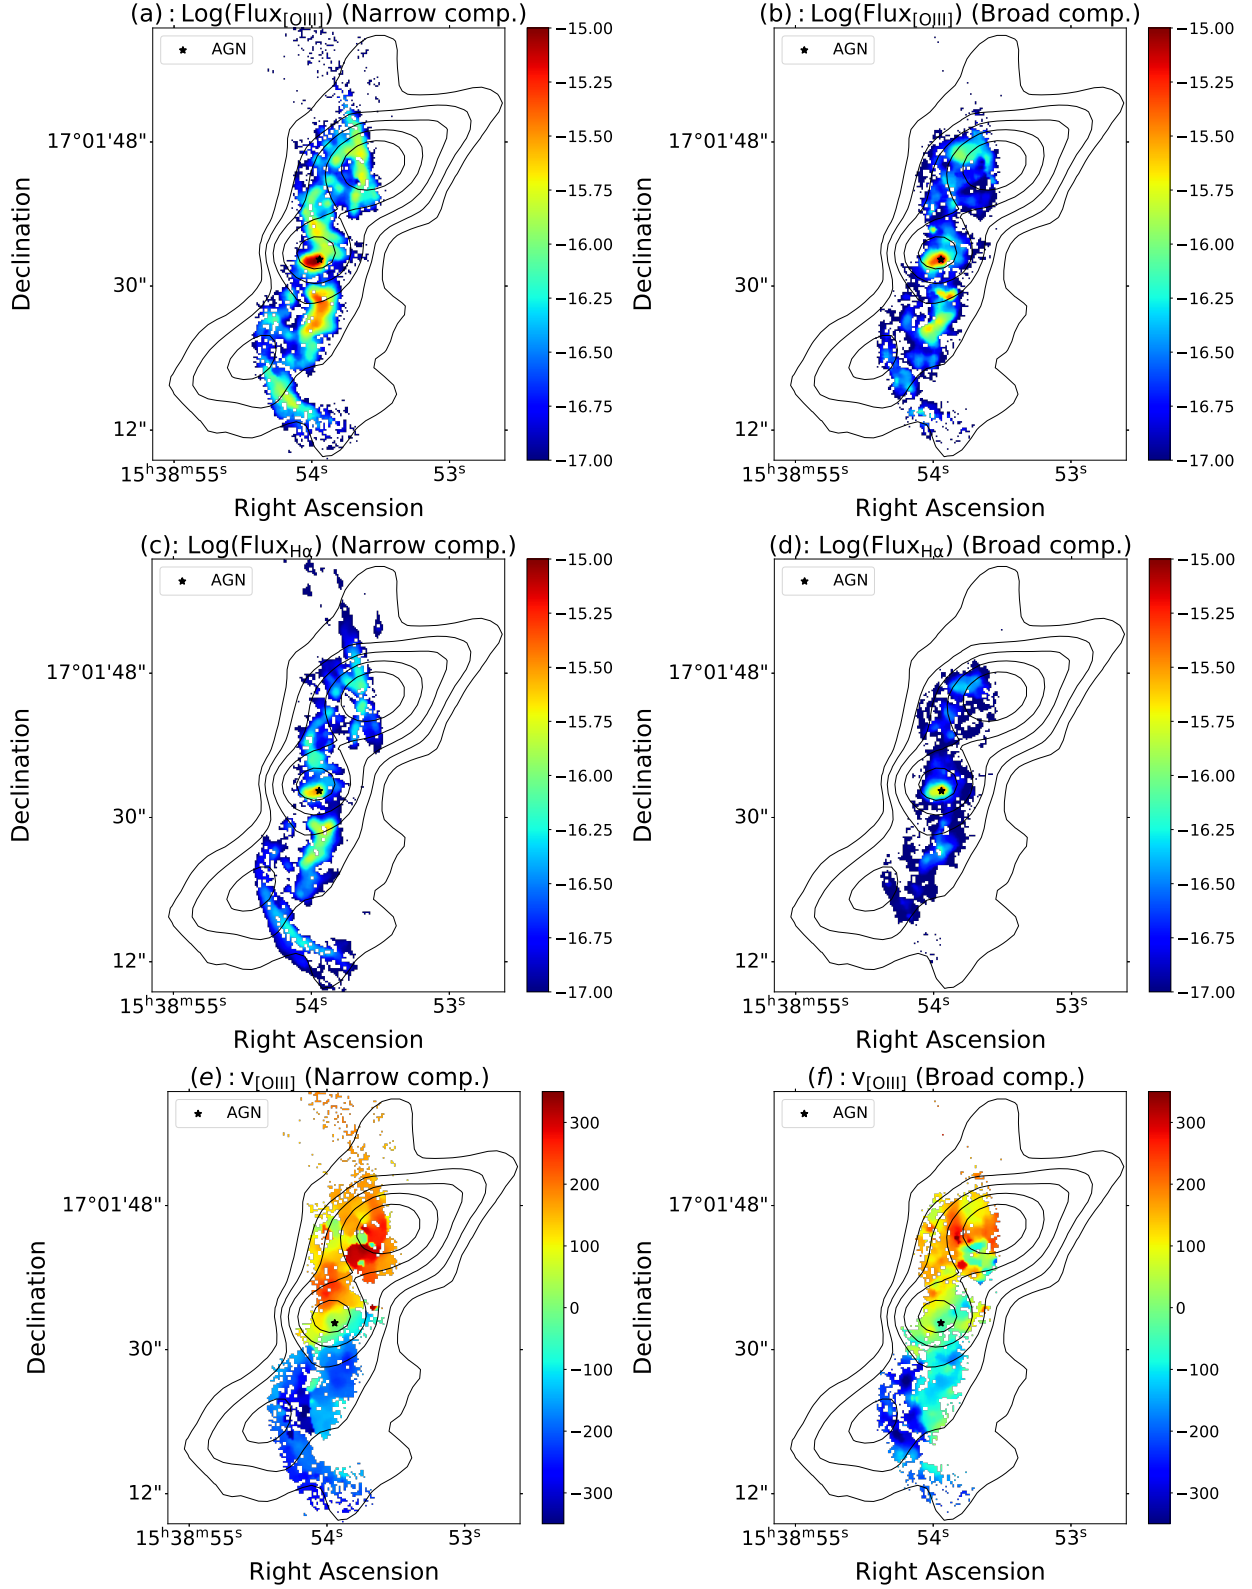 (a) : Log(Flux[OIII]) (Narrow comp.)
AGN
17°01'48"
30"
12"
Declination
15ʰ38ᵐ55ˢ
54ˢ
53ˢ
Right Ascension
−15.00
−15.25
−15.50
−15.75
−16.00
−16.25
−16.50
−16.75
−17.00
(b) : Log(Flux[OIII]) (Broad comp.)
AGN
17°01'48"
30"
12"
Declination
15ʰ38ᵐ55ˢ
54ˢ
53ˢ
Right Ascension
−15.00
−15.25
−15.50
−15.75
−16.00
−16.25
−16.50
−16.75
−17.00
(c) : Log(FluxHα) (Narrow comp.)
AGN
17°01'48"
30"
12"
Declination
15ʰ38ᵐ55ˢ
54ˢ
53ˢ
Right Ascension
−15.00
−15.25
−15.50
−15.75
−16.00
−16.25
−16.50
−16.75
−17.00
(d) : Log(FluxHα) (Broad comp.)
AGN
17°01'48"
30"
12"
Declination
15ʰ38ᵐ55ˢ
54ˢ
53ˢ
Right Ascension
−15.00
−15.25
−15.50
−15.75
−16.00
−16.25
−16.50
−16.75
−17.00
(e) : v[OIII] (Narrow comp.)
AGN
17°01'48"
30"
12"
Declination
15ʰ38ᵐ55ˢ
54ˢ
53ˢ
Right Ascension
300
200
100
0
−100
−200
−300
(f) : v[OIII] (Broad comp.)
AGN
17°01'48"
30"
12"
Declination
15ʰ38ᵐ55ˢ
54ˢ
53ˢ
Right Ascension
300
200
100
0
−100
−200
−300